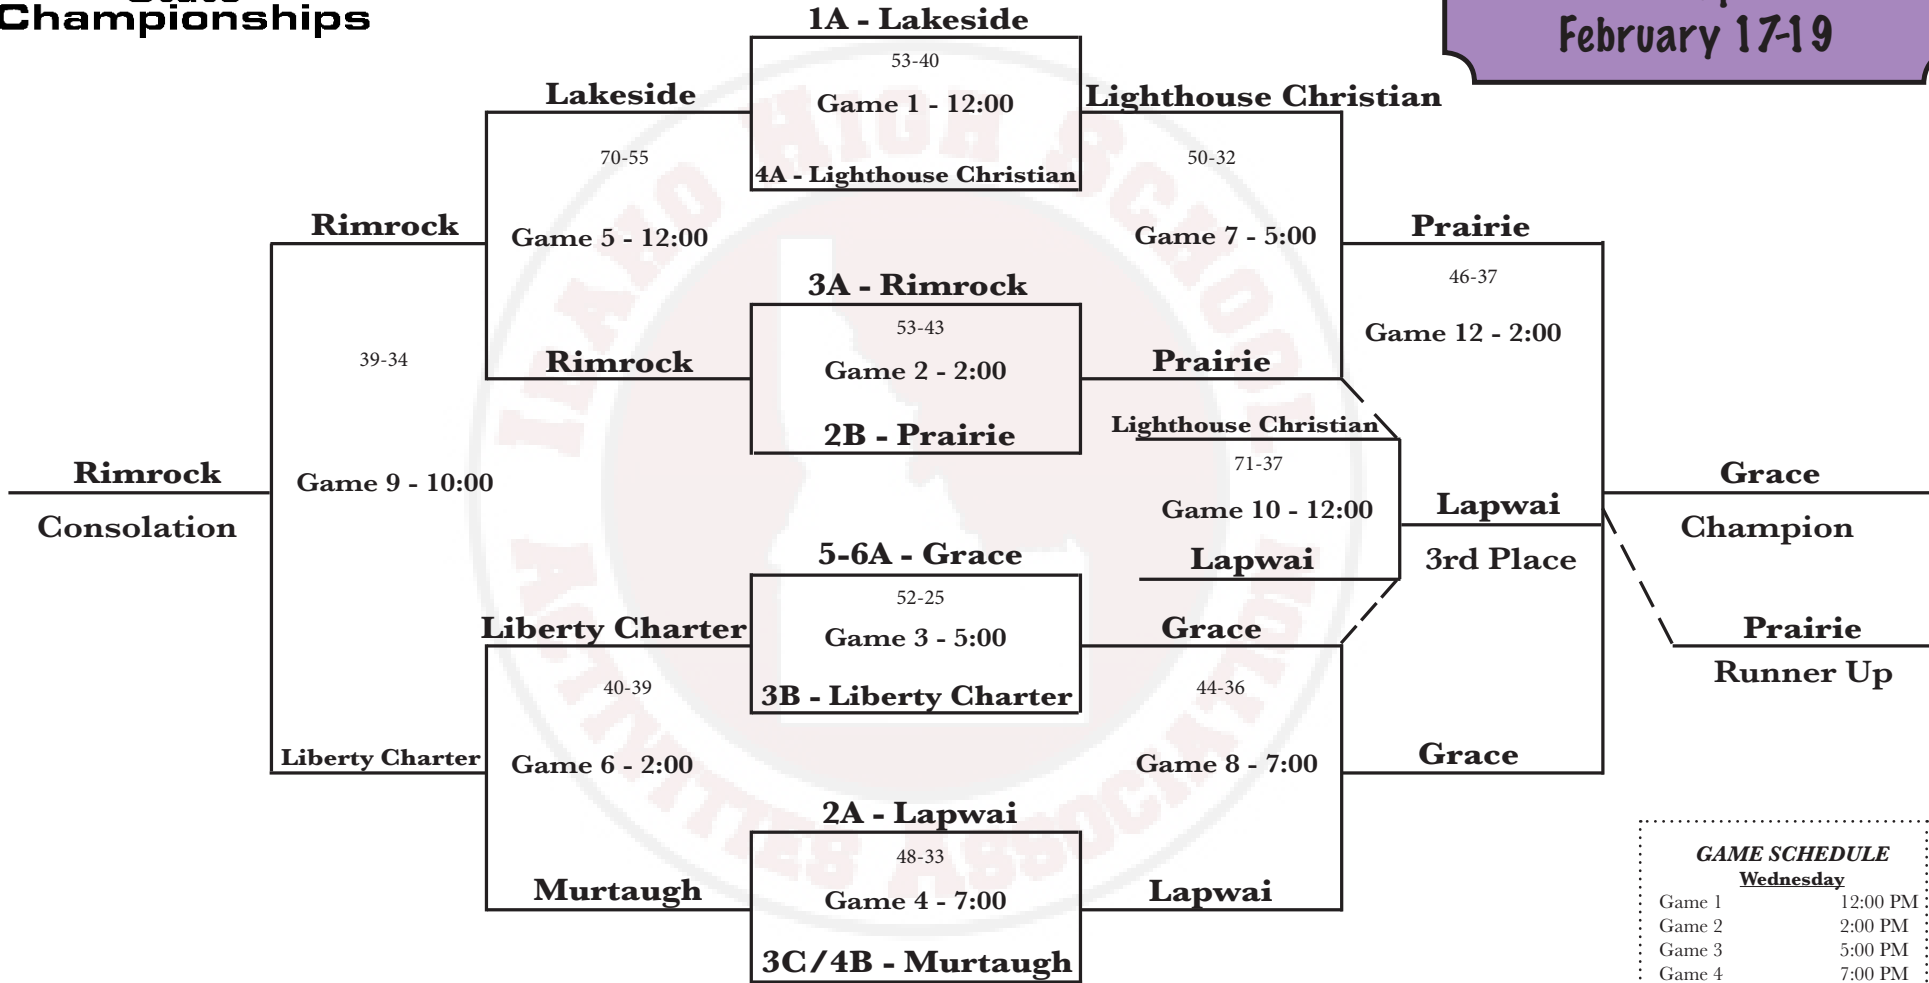 Championships
February 17-19
1A - Lakeside
53-40
Game 1 - 12:00
4A - Lighthouse Christian
Lakeside
70-55
Game 5 - 12:00
Lighthouse Christian
50-32
Game 7 - 5:00
Rimrock
39-34
Game 9 - 10:00
3A - Rimrock
53-43
Game 2 - 2:00
2B - Prairie
Rimrock
Prairie
Prairie
46-37
Game 12 - 2:00
Lighthouse Christian
71-37
Game 10 - 12:00
Lapwai
Rimrock
Consolation
Lapwai
3rd Place
Grace
Champion
Prairie
Runner Up
5-6A - Grace
52-25
Game 3 - 5:00
3B - Liberty Charter
Liberty Charter
40-39
Game 6 - 2:00
Grace
44-36
Game 8 - 7:00
Liberty Charter
Grace
2A - Lapwai
48-33
Game 4 - 7:00
3C/4B - Murtaugh
Murtaugh
Lapwai
GAME SCHEDULE
Wednesday
Game 1 12:00 PM
Game 2 2:00 PM
Game 3 5:00 PM
Game 4 7:00 PM
IDAHO HIGH SCHOOL
ACTIVITIES ASSOCIATION